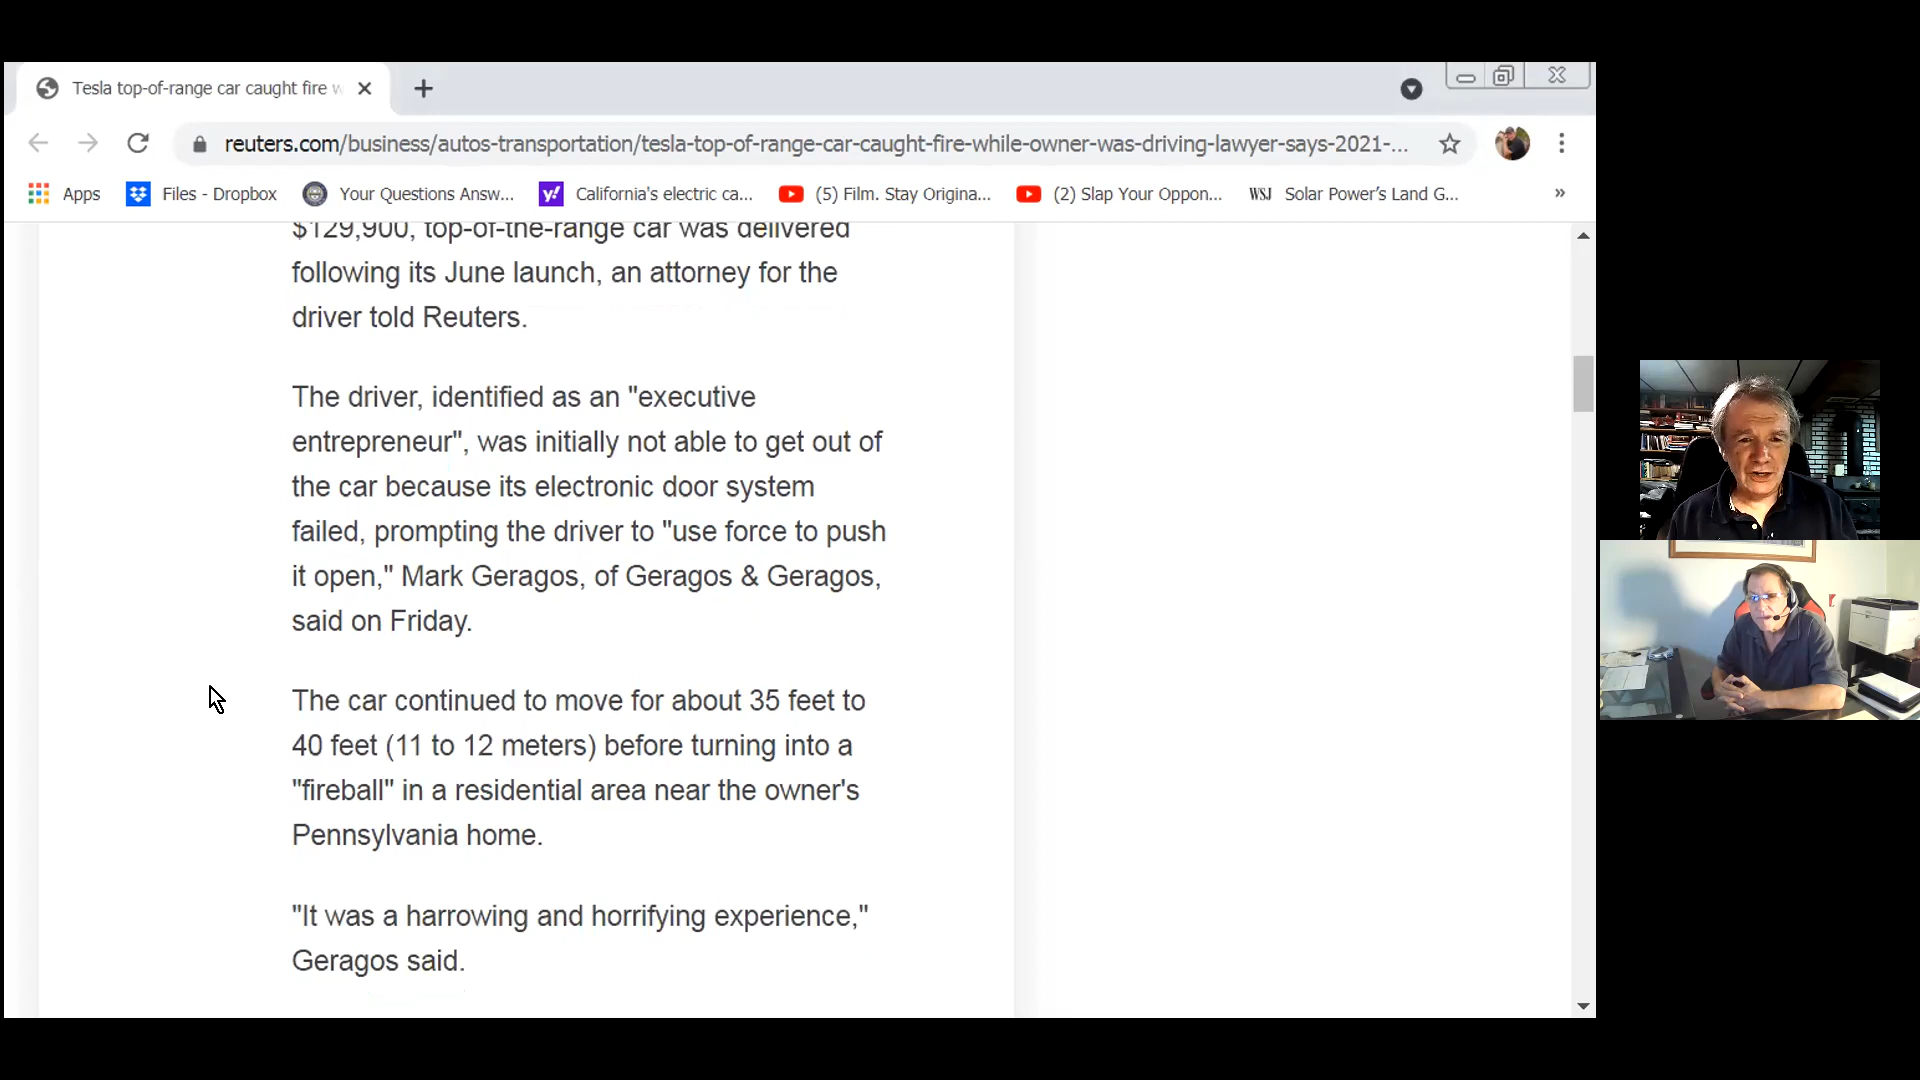 Tesla top-of-range car caught fire w
reuters.com/business/autos-transportation/tesla-top-of-range-car-caught-fire-while-owner-was-driving-lawyer-says-2021-...
Apps Files - Dropbox Your Questions Answ... y! California's electric ca... (5) Film. Stay Origina... (2) Slap Your Oppon... WSJ Solar Power's Land G... »
$129,900, top-of-the-range car was delivered
following its June launch, an attorney for the
driver told Reuters.
The driver, identified as an "executive
entrepreneur", was initially not able to get out of
the car because its electronic door system
failed, prompting the driver to "use force to push
it open," Mark Geragos, of Geragos & Geragos,
said on Friday.
The car continued to move for about 35 feet to
40 feet (11 to 12 meters) before turning into a
"fireball" in a residential area near the owner's
Pennsylvania home.
"It was a harrowing and horrifying experience,"
Geragos said.